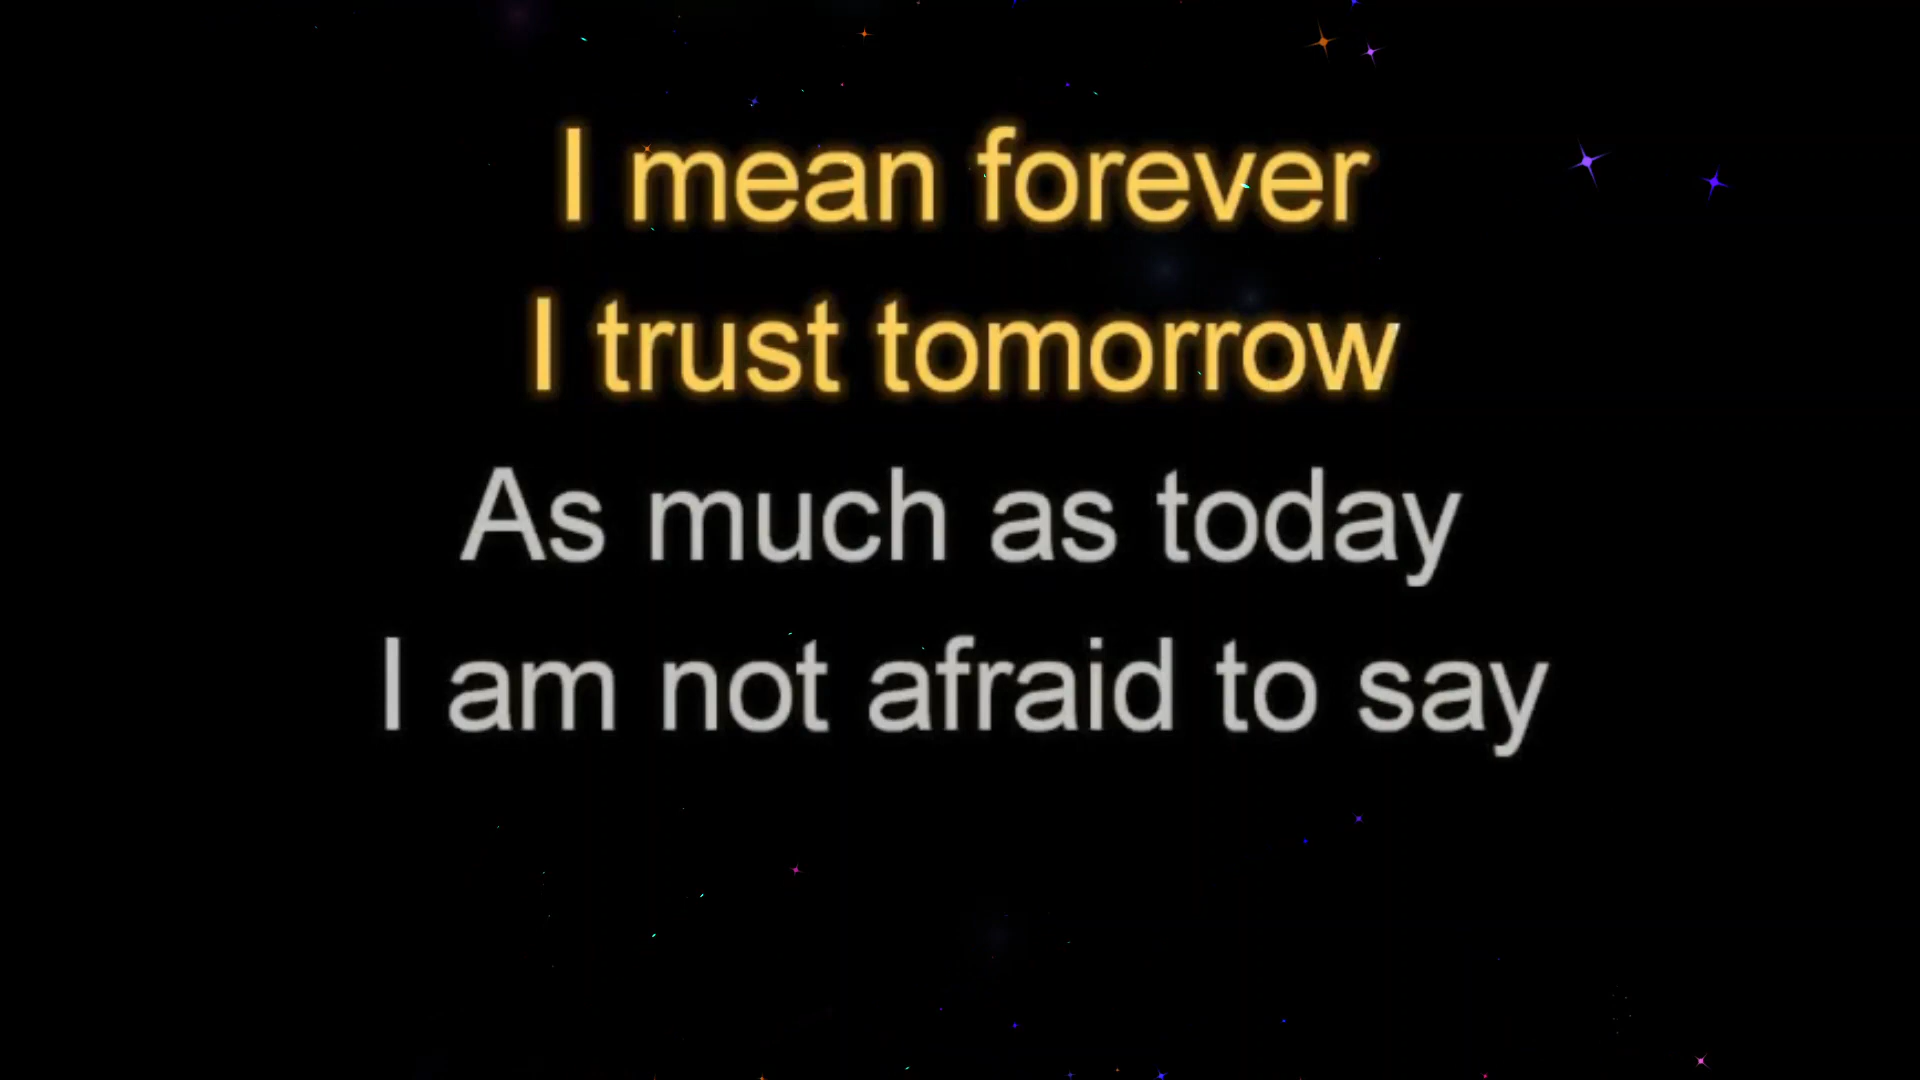 I mean forever
I trust tomorrow
As much as today
I am not afraid to say